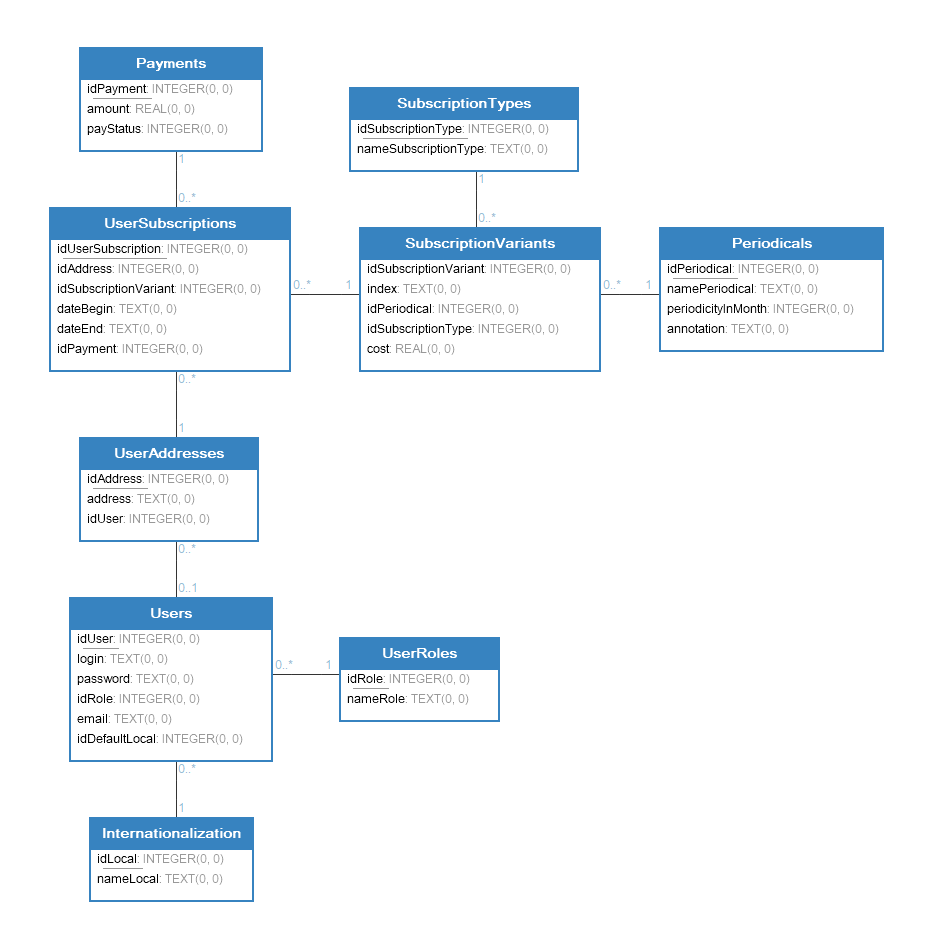 Payments
idPayment: INTEGER(0, 0)
amount: REAL(0, 0)
payStatus: INTEGER(0, 0)
1
0..*
SubscriptionTypes
idSubscriptionType: INTEGER(0, 0)
nameSubscriptionType: TEXT(0, 0)
1
0..*
UserSubscriptions
idUserSubscription: INTEGER(0, 0)
idAddress: INTEGER(0, 0)
idSubscriptionVariant: INTEGER(0, 0)
dateBegin: TEXT(0, 0)
dateEnd: TEXT(0, 0)
idPayment: INTEGER(0, 0)
0..* 1
SubscriptionVariants
idSubscriptionVariant: INTEGER(0, 0)
index: TEXT(0, 0)
idPeriodical: INTEGER(0, 0)
idSubscriptionType: INTEGER(0, 0)
cost: REAL(0, 0)
0..* 1
Periodicals
idPeriodical: INTEGER(0, 0)
namePeriodical: TEXT(0, 0)
periodicityInMonth: INTEGER(0, 0)
annotation: TEXT(0, 0)
0..*
1
UserAddresses
idAddress: INTEGER(0, 0)
address: TEXT(0, 0)
idUser: INTEGER(0, 0)
0..*
0..1
Users
idUser: INTEGER(0, 0)
login: TEXT(0, 0)
password: TEXT(0, 0)
idRole: INTEGER(0, 0)
email: TEXT(0, 0)
idDefaultLocal: INTEGER(0, 0)
0..* 1
UserRoles
idRole: INTEGER(0, 0)
nameRole: TEXT(0, 0)
0..*
1
Internationalization
idLocal: INTEGER(0, 0)
nameLocal: TEXT(0, 0)